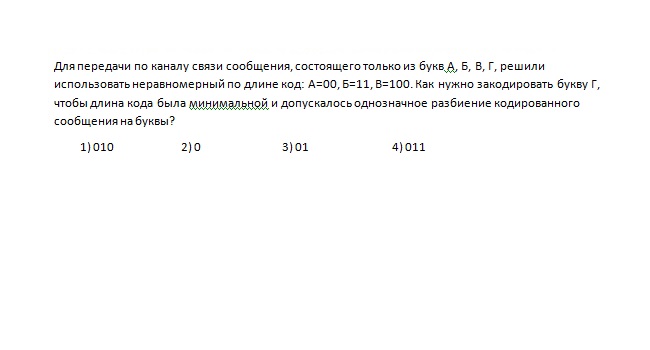 Для передачи по каналу связи сообщения, состоящего только из букв А, Б, В, Г, решили
использовать неравномерный по длине код: А=00, Б=11, В=100. Как нужно закодировать букву Г,
чтобы длина кода была минимальной и допускалось однозначное разбиение кодированного
сообщения на буквы?
1) 010 2) 0 3) 01 4) 011